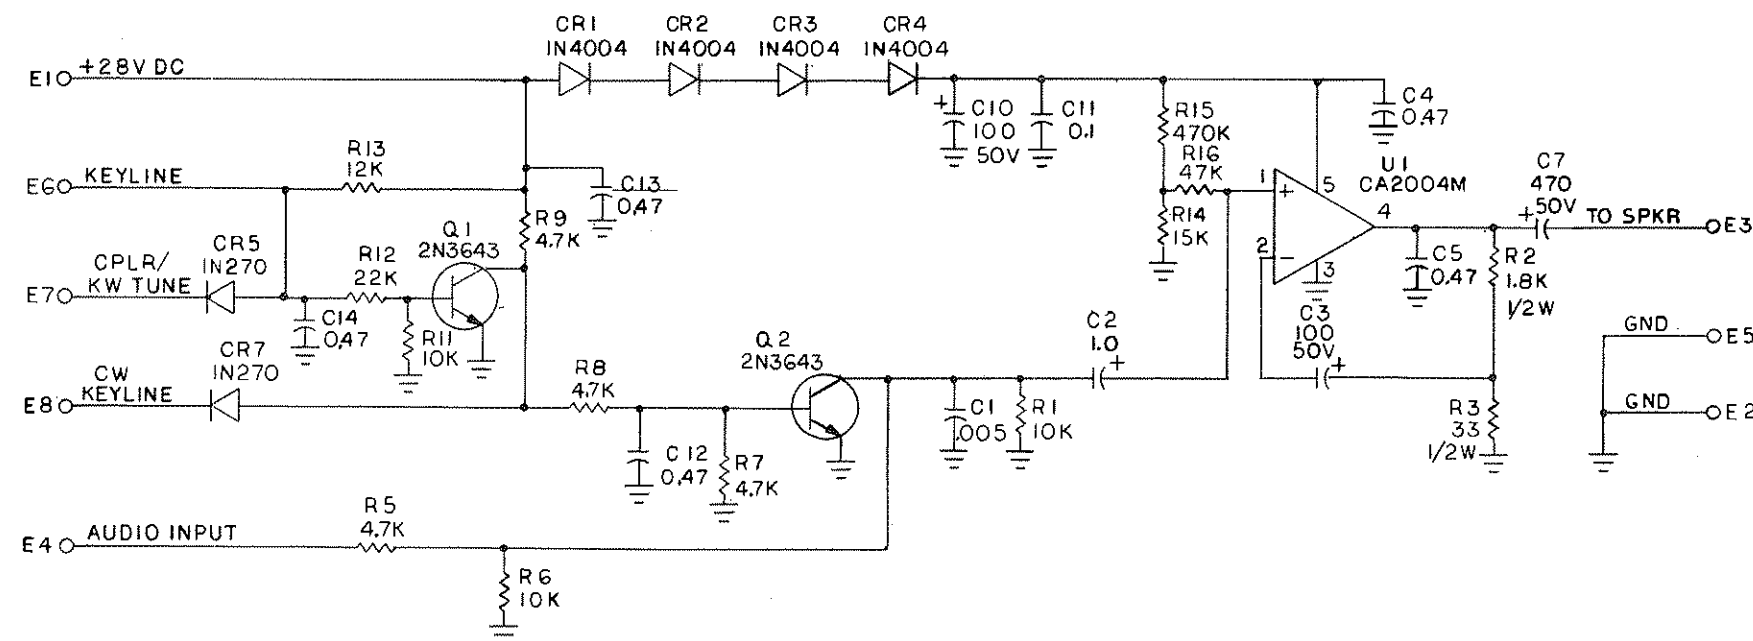 CR1
1N4004
CR2
1N4004
CR3
1N4004
CR4
1N4004
E1
+28V DC
+
C10
100
50V
C11
0.1
R15
470K
R16
47K
C4
0.47
R13
12K
E6
KEYLINE
C13
0.47
R9
4.7K
U1
CA2004M
C7
470
50V
+
TO SPKR
E3
1
+
5
4
2
-
3
R14
15K
Q1
2N3643
CR5
1N270
R12
22K
CPLR/
KW TUNE
E7
C14
0.47
R11
10K
C5
0.47
R2
1.8K
1/2W
C3
100
50V
+
GND
E5
CR7
1N270
CW
KEYLINE
E8
R8
4.7K
Q2
2N3643
C2
1.0
+
C12
0.47
R7
4.7K
C1
.005
R1
10K
R3
33
1/2W
GND
E2
E4
AUDIO INPUT
R5
4.7K
R6
10K